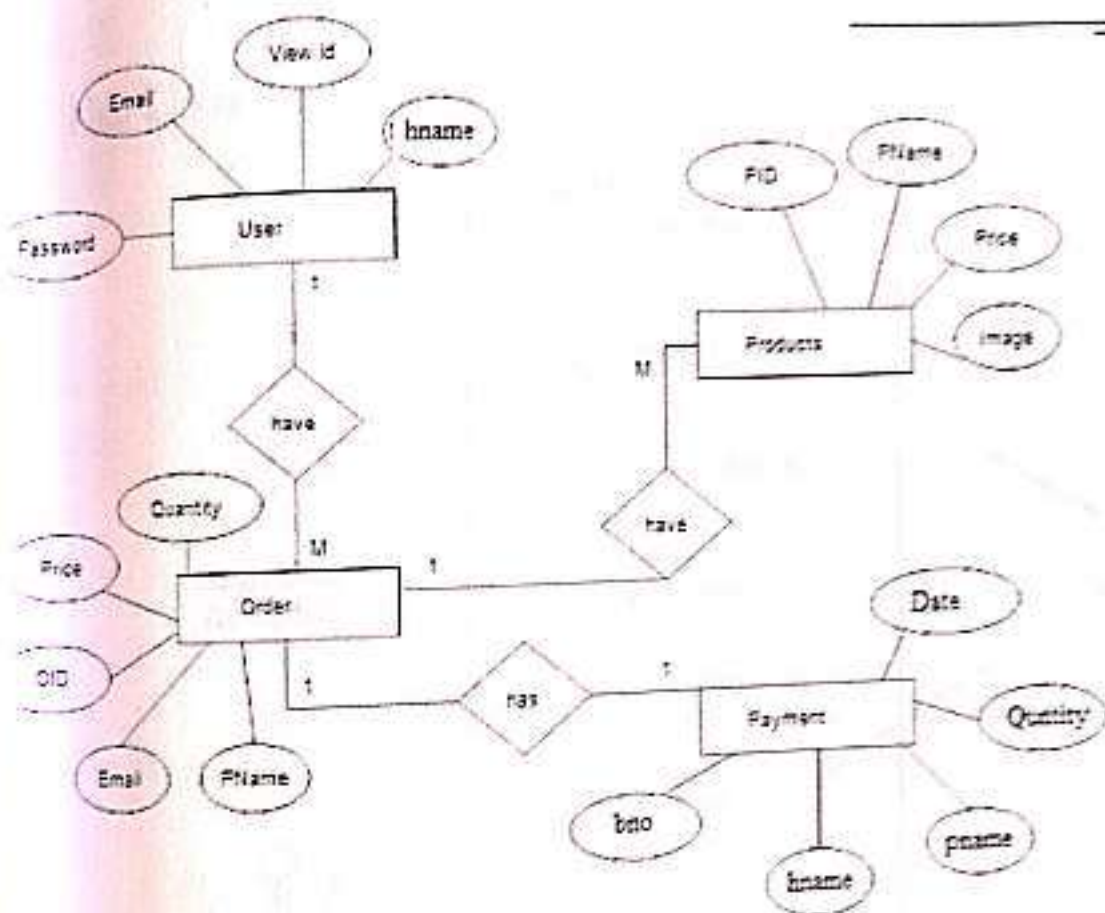 View id
Email
hname
User
Password
1
have
M
PID
PName
Price
Image
Products
M
have
1
Quantity
Price
Order
OID
Email
PName
1
has
1
Payment
Date
Quntity
bno
hname
pname